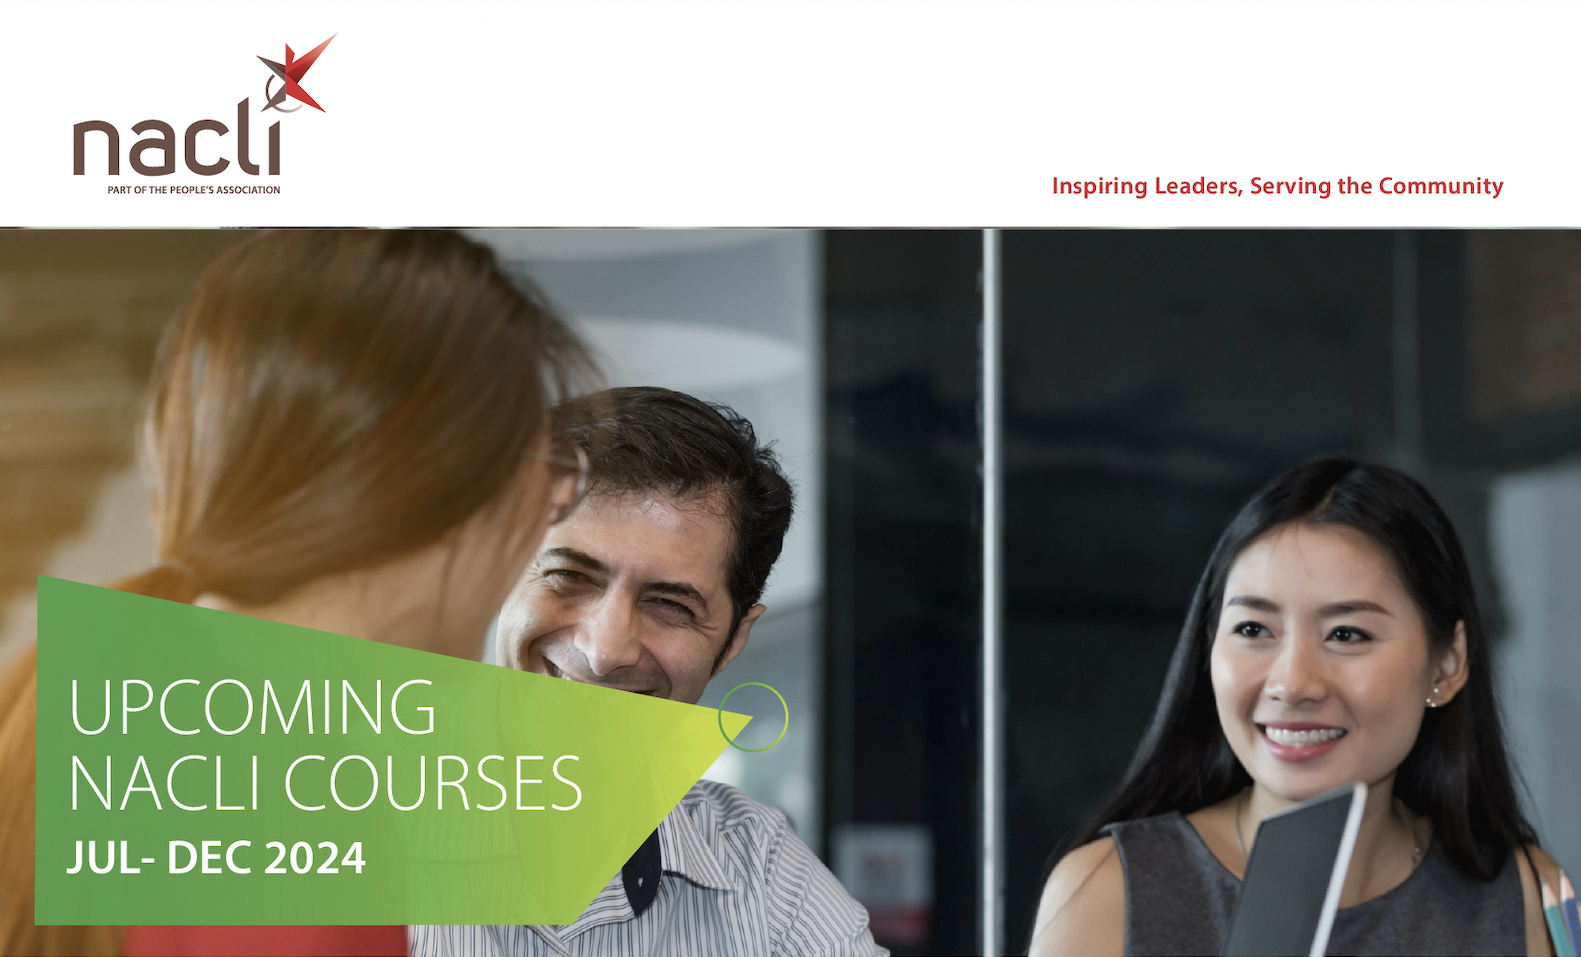 nacli
PART OF THE PEOPLE'S ASSOCIATION
Inspiring Leaders, Serving the Community
UPCOMING
NACLI COURSES
JUL- DEC 2024